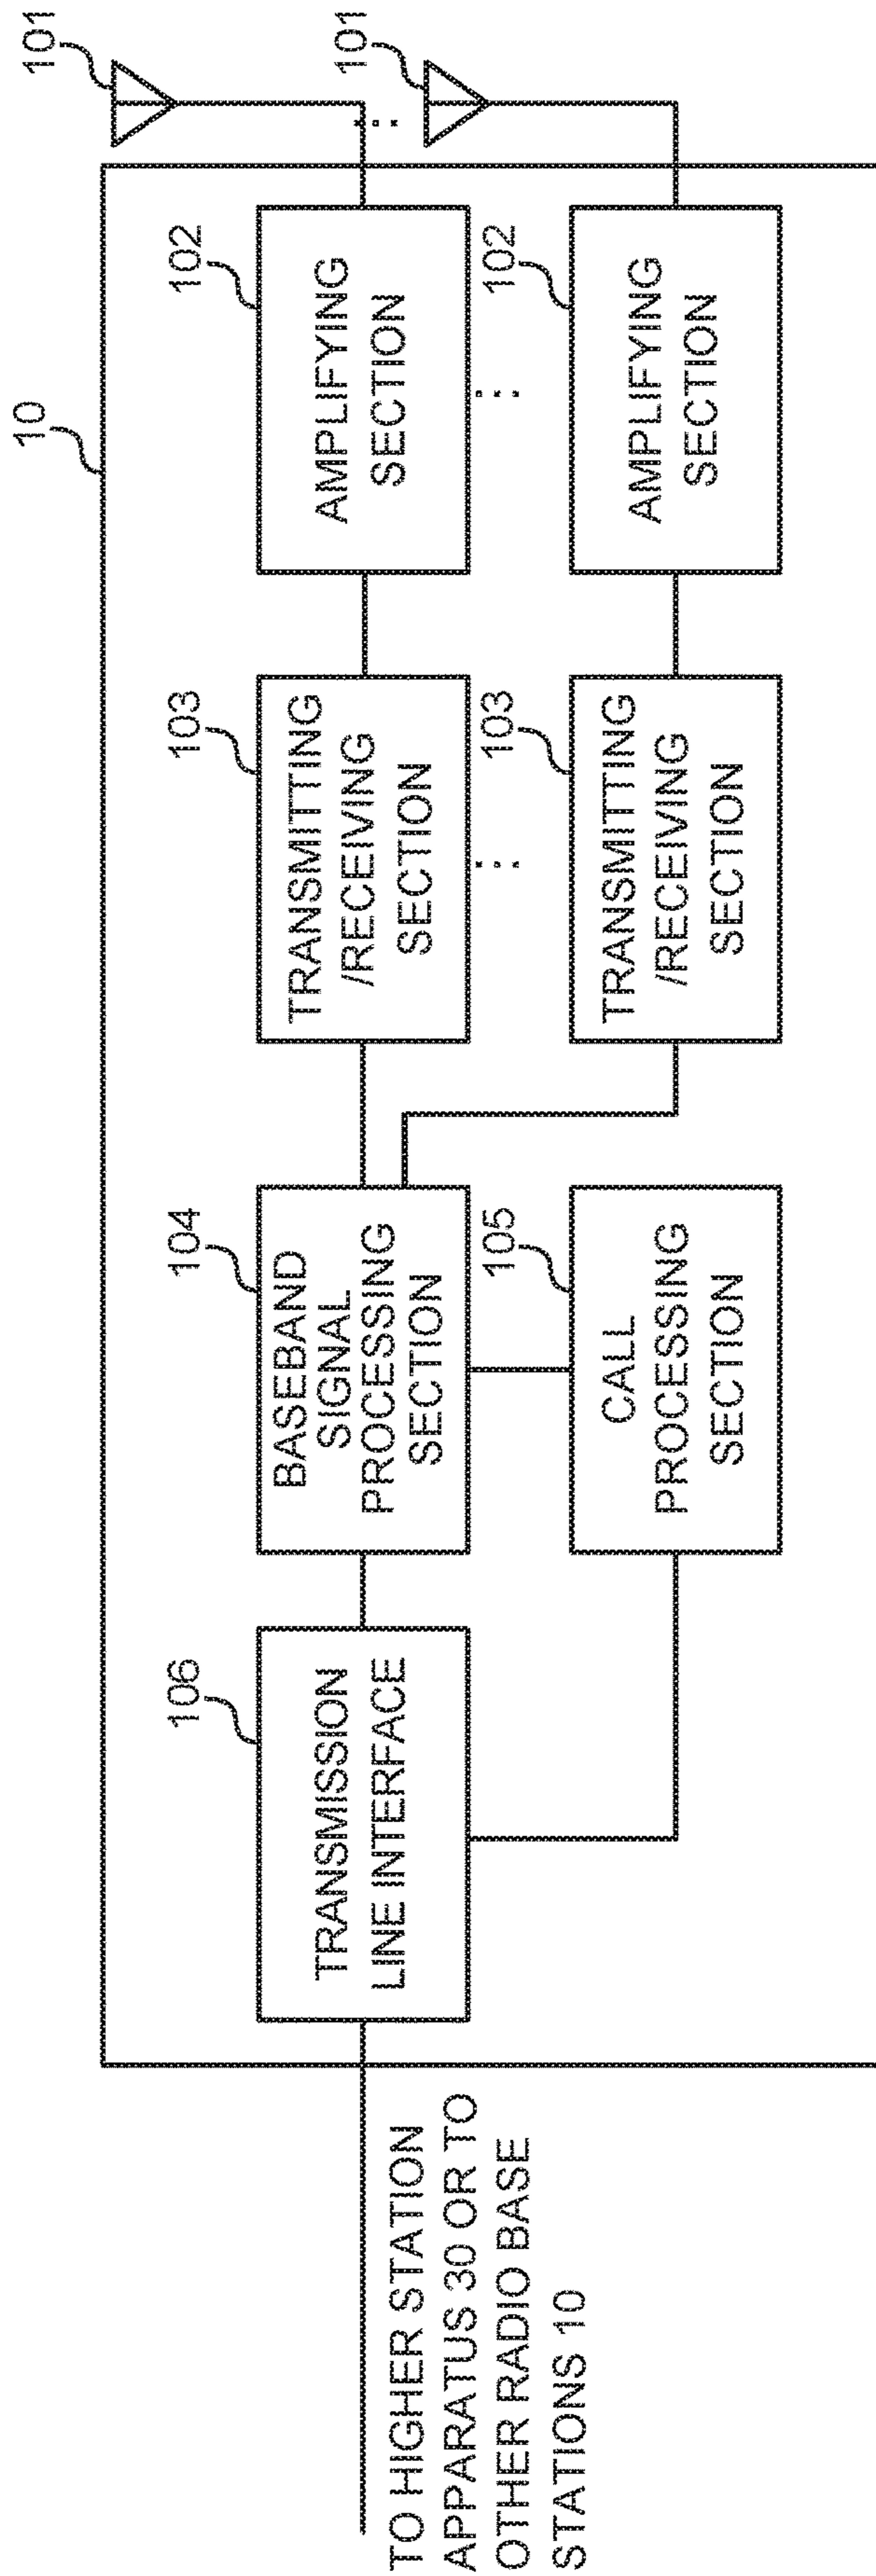 10
101
101
102
AMPLIFYING
SECTION
102
AMPLIFYING
SECTION
103
TRANSMITTING
/RECEIVING
SECTION
103
TRANSMITTING
/RECEIVING
SECTION
104
BASEBAND
SIGNAL
PROCESSING
SECTION
105
CALL
PROCESSING
SECTION
106
TRANSMISSION
LINE INTERFACE
TO HIGHER STATION
APPARATUS 30 OR TO
OTHER RADIO BASE
STATIONS 10